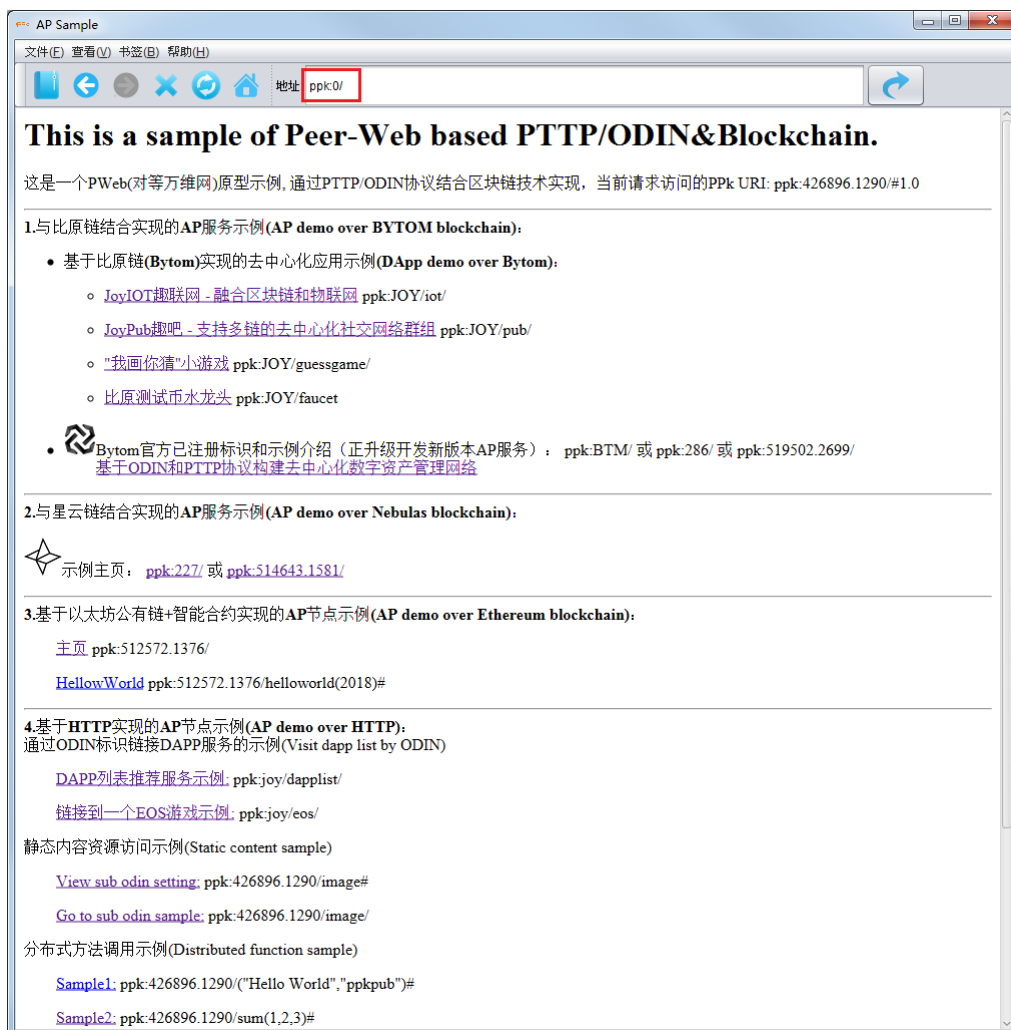 AP Sample
文件(F) 查看(V) 书签(B) 帮助(H)
地址 ppk:0/
This is a sample of Peer-Web based PTTP/ODIN&Blockchain.
这是一个PWeb(对等万维网)原型示例, 通过PTTP/ODIN协议结合区块链技术实现，当前请求访问的PPk URI: ppk:426896.1290/#1.0
1.与比原链结合实现的AP服务示例(AP demo over BYTOM blockchain)：
基于比原链(Bytom)实现的去中心化应用示例(DApp demo over Bytom)：
JoyIOT趣联网 - 融合区块链和物联网 ppk:JOY/iot/
JoyPub趣吧 - 支持多链的去中心化社交网络群组 ppk:JOY/pub/
"我画你猜"小游戏 ppk:JOY/guessgame/
比原测试币水龙头 ppk:JOY/faucet
Bytom官方已注册标识和示例介绍（正升级开发新版本AP服务）： ppk:BTM/ 或 ppk:286/ 或 ppk:519502.2699/
基于ODIN和PTTP协议构建去中心化数字资产管理网络
2.与星云链结合实现的AP服务示例(AP demo over Nebulas blockchain)：
示例主页： ppk:227/ 或 ppk:514643.1581/
3.基于以太坊公有链+智能合约实现的AP节点示例(AP demo over Ethereum blockchain)：
主页 ppk:512572.1376/
HellowWorld ppk:512572.1376/helloworld(2018)#
4.基于HTTP实现的AP节点示例(AP demo over HTTP)：
通过ODIN标识链接DAPP服务的示例(Visit dapp list by ODIN)
DAPP列表推荐服务示例: ppk:joy/dapplist/
链接到一个EOS游戏示例: ppk:joy/eos/
静态内容资源访问示例(Static content sample)
View sub odin setting: ppk:426896.1290/image#
Go to sub odin sample: ppk:426896.1290/image/
分布式方法调用示例(Distributed function sample)
Sample1: ppk:426896.1290/("Hello World","ppkpub")#
Sample2: ppk:426896.1290/sum(1,2,3)#